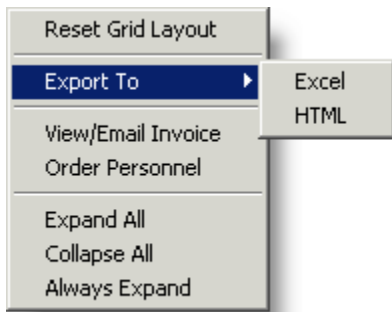 Reset Grid Layout
Export To
Excel
HTML
View/Email Invoice
Order Personnel
Expand All
Collapse All
Always Expand